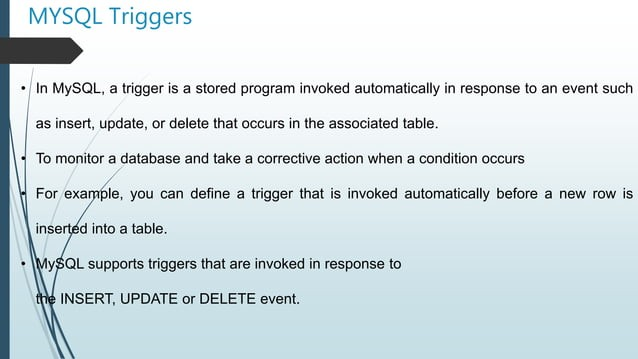 MYSQL Triggers
• In MySQL, a trigger is a stored program invoked automatically in response to an event such
as insert, update, or delete that occurs in the associated table.
• To monitor a database and take a corrective action when a condition occurs
• For example, you can define a trigger that is invoked automatically before a new row is
inserted into a table.
• MySQL supports triggers that are invoked in response to
the INSERT, UPDATE or DELETE event.